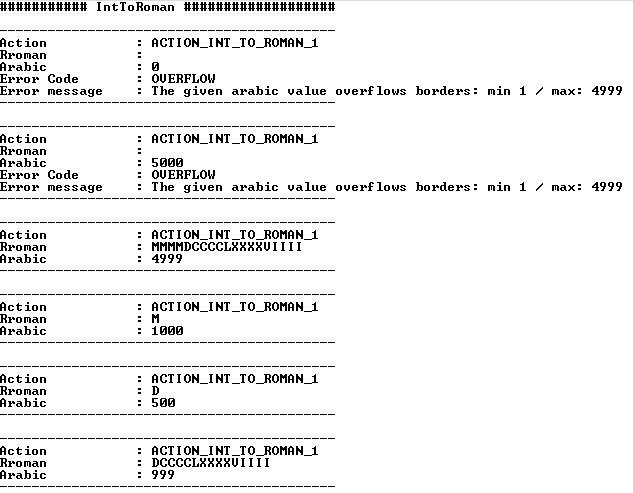 ########### IntToRoman ###################
------------------------------------------
Action : ACTION_INT_TO_ROMAN_1
Rroman :
Arabic : 0
Error Code : OVERFLOW
Error message : The given arabic value overflows borders: min 1 / max: 4999
------------------------------------------
------------------------------------------
Action : ACTION_INT_TO_ROMAN_1
Rroman :
Arabic : 5000
Error Code : OVERFLOW
Error message : The given arabic value overflows borders: min 1 / max: 4999
------------------------------------------
------------------------------------------
Action : ACTION_INT_TO_ROMAN_1
Rroman : MMMMDCCCCLXXXXVIIII
Arabic : 4999
------------------------------------------
------------------------------------------
Action : ACTION_INT_TO_ROMAN_1
Rroman : M
Arabic : 1000
------------------------------------------
------------------------------------------
Action : ACTION_INT_TO_ROMAN_1
Rroman : D
Arabic : 500
------------------------------------------
------------------------------------------
Action : ACTION_INT_TO_ROMAN_1
Rroman : DCCCCLXXXXVIIII
Arabic : 999
------------------------------------------